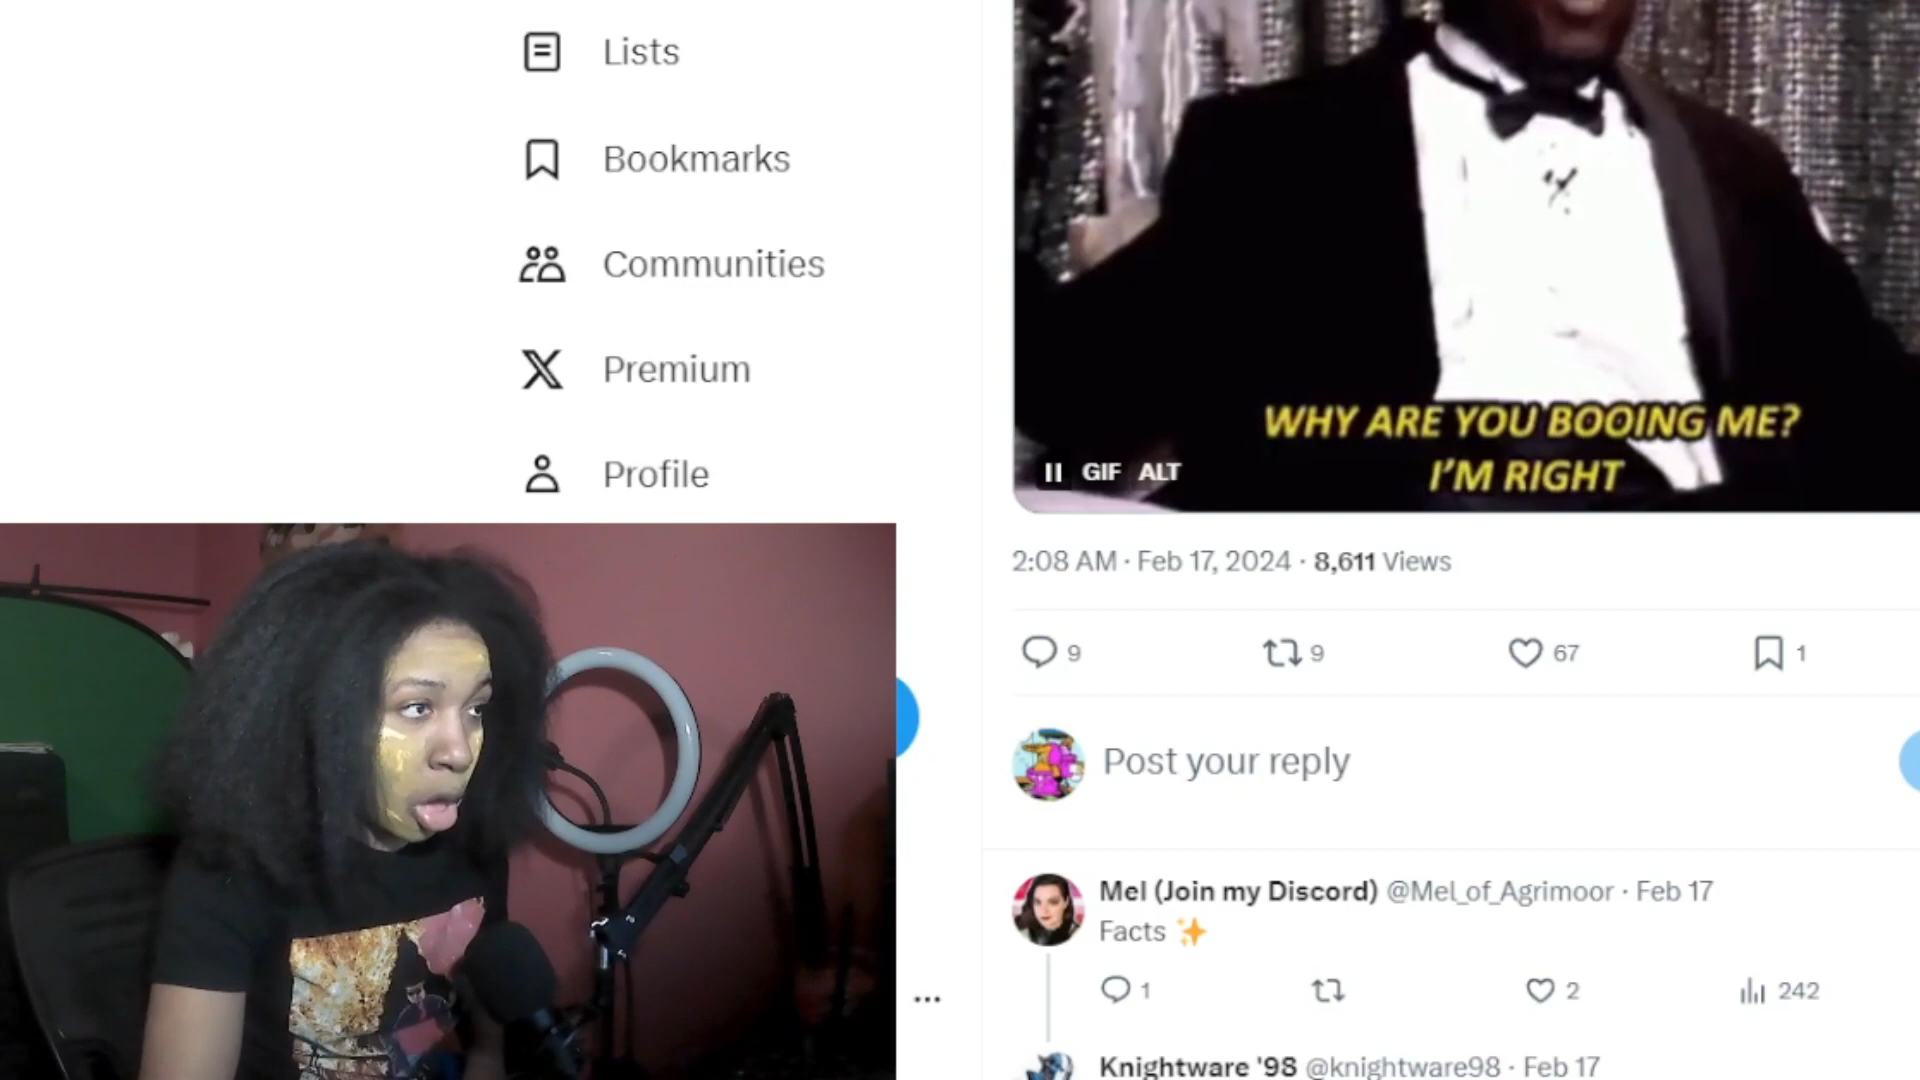 Lists
Bookmarks
Communities
Premium
Profile
WHY ARE YOU BOOING ME?
I'M RIGHT
GIF ALT
2:08 AM · Feb 17, 2024 · 8,611 Views
9 9 67 1
Post your reply
Mel (Join my Discord) @Mel_of_Agrimoor · Feb 17
Facts ✨
1 2 242
Knightware '98 @knightware98 · Feb 17